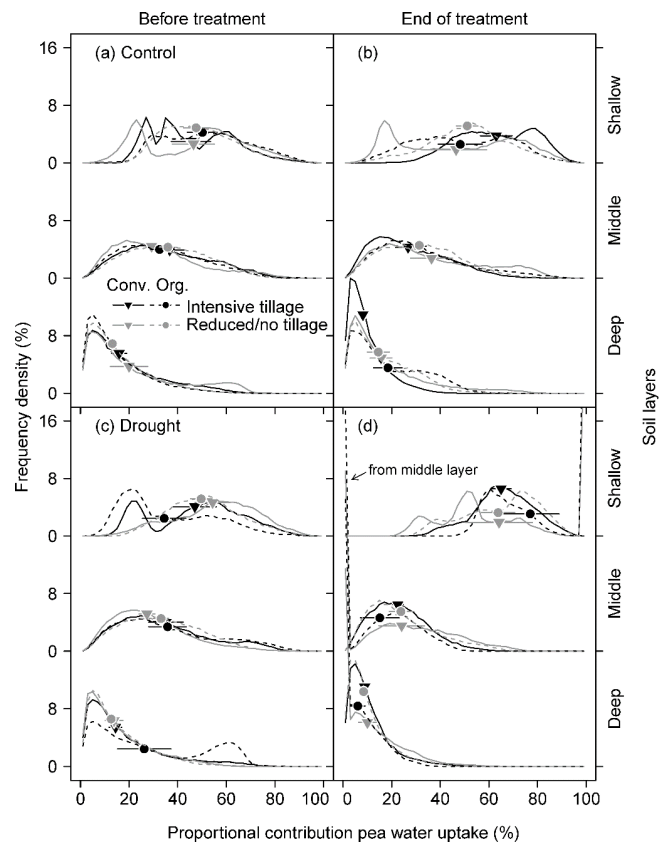 Before treatment
End of treatment
(a) Control
(b)
16
8
0
Shallow
8
0
Middle
Conv. Org.
Intensive tillage
Reduced/no tillage
8
0
Deep
(c) Drought
(d)
from middle layer
16
8
0
Shallow
8
0
Middle
8
0
Deep
Frequency density (%)
Soil layers
0 20 40 60 80 100
0 20 40 60 80 100
Proportional contribution pea water uptake (%)